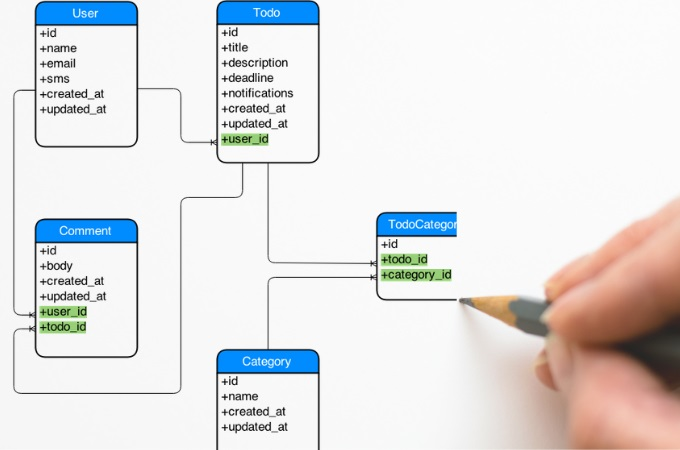 User
+id
+name
+email
+sms
+created_at
+updated_at
Todo
+id
+title
+description
+deadline
+notifications
+created_at
+updated_at
+user_id
Comment
+id
+body
+created_at
+updated_at
+user_id
+todo_id
TodoCategor
+id
+todo_id
+category_id
Category
+id
+name
+created_at
+updated_at